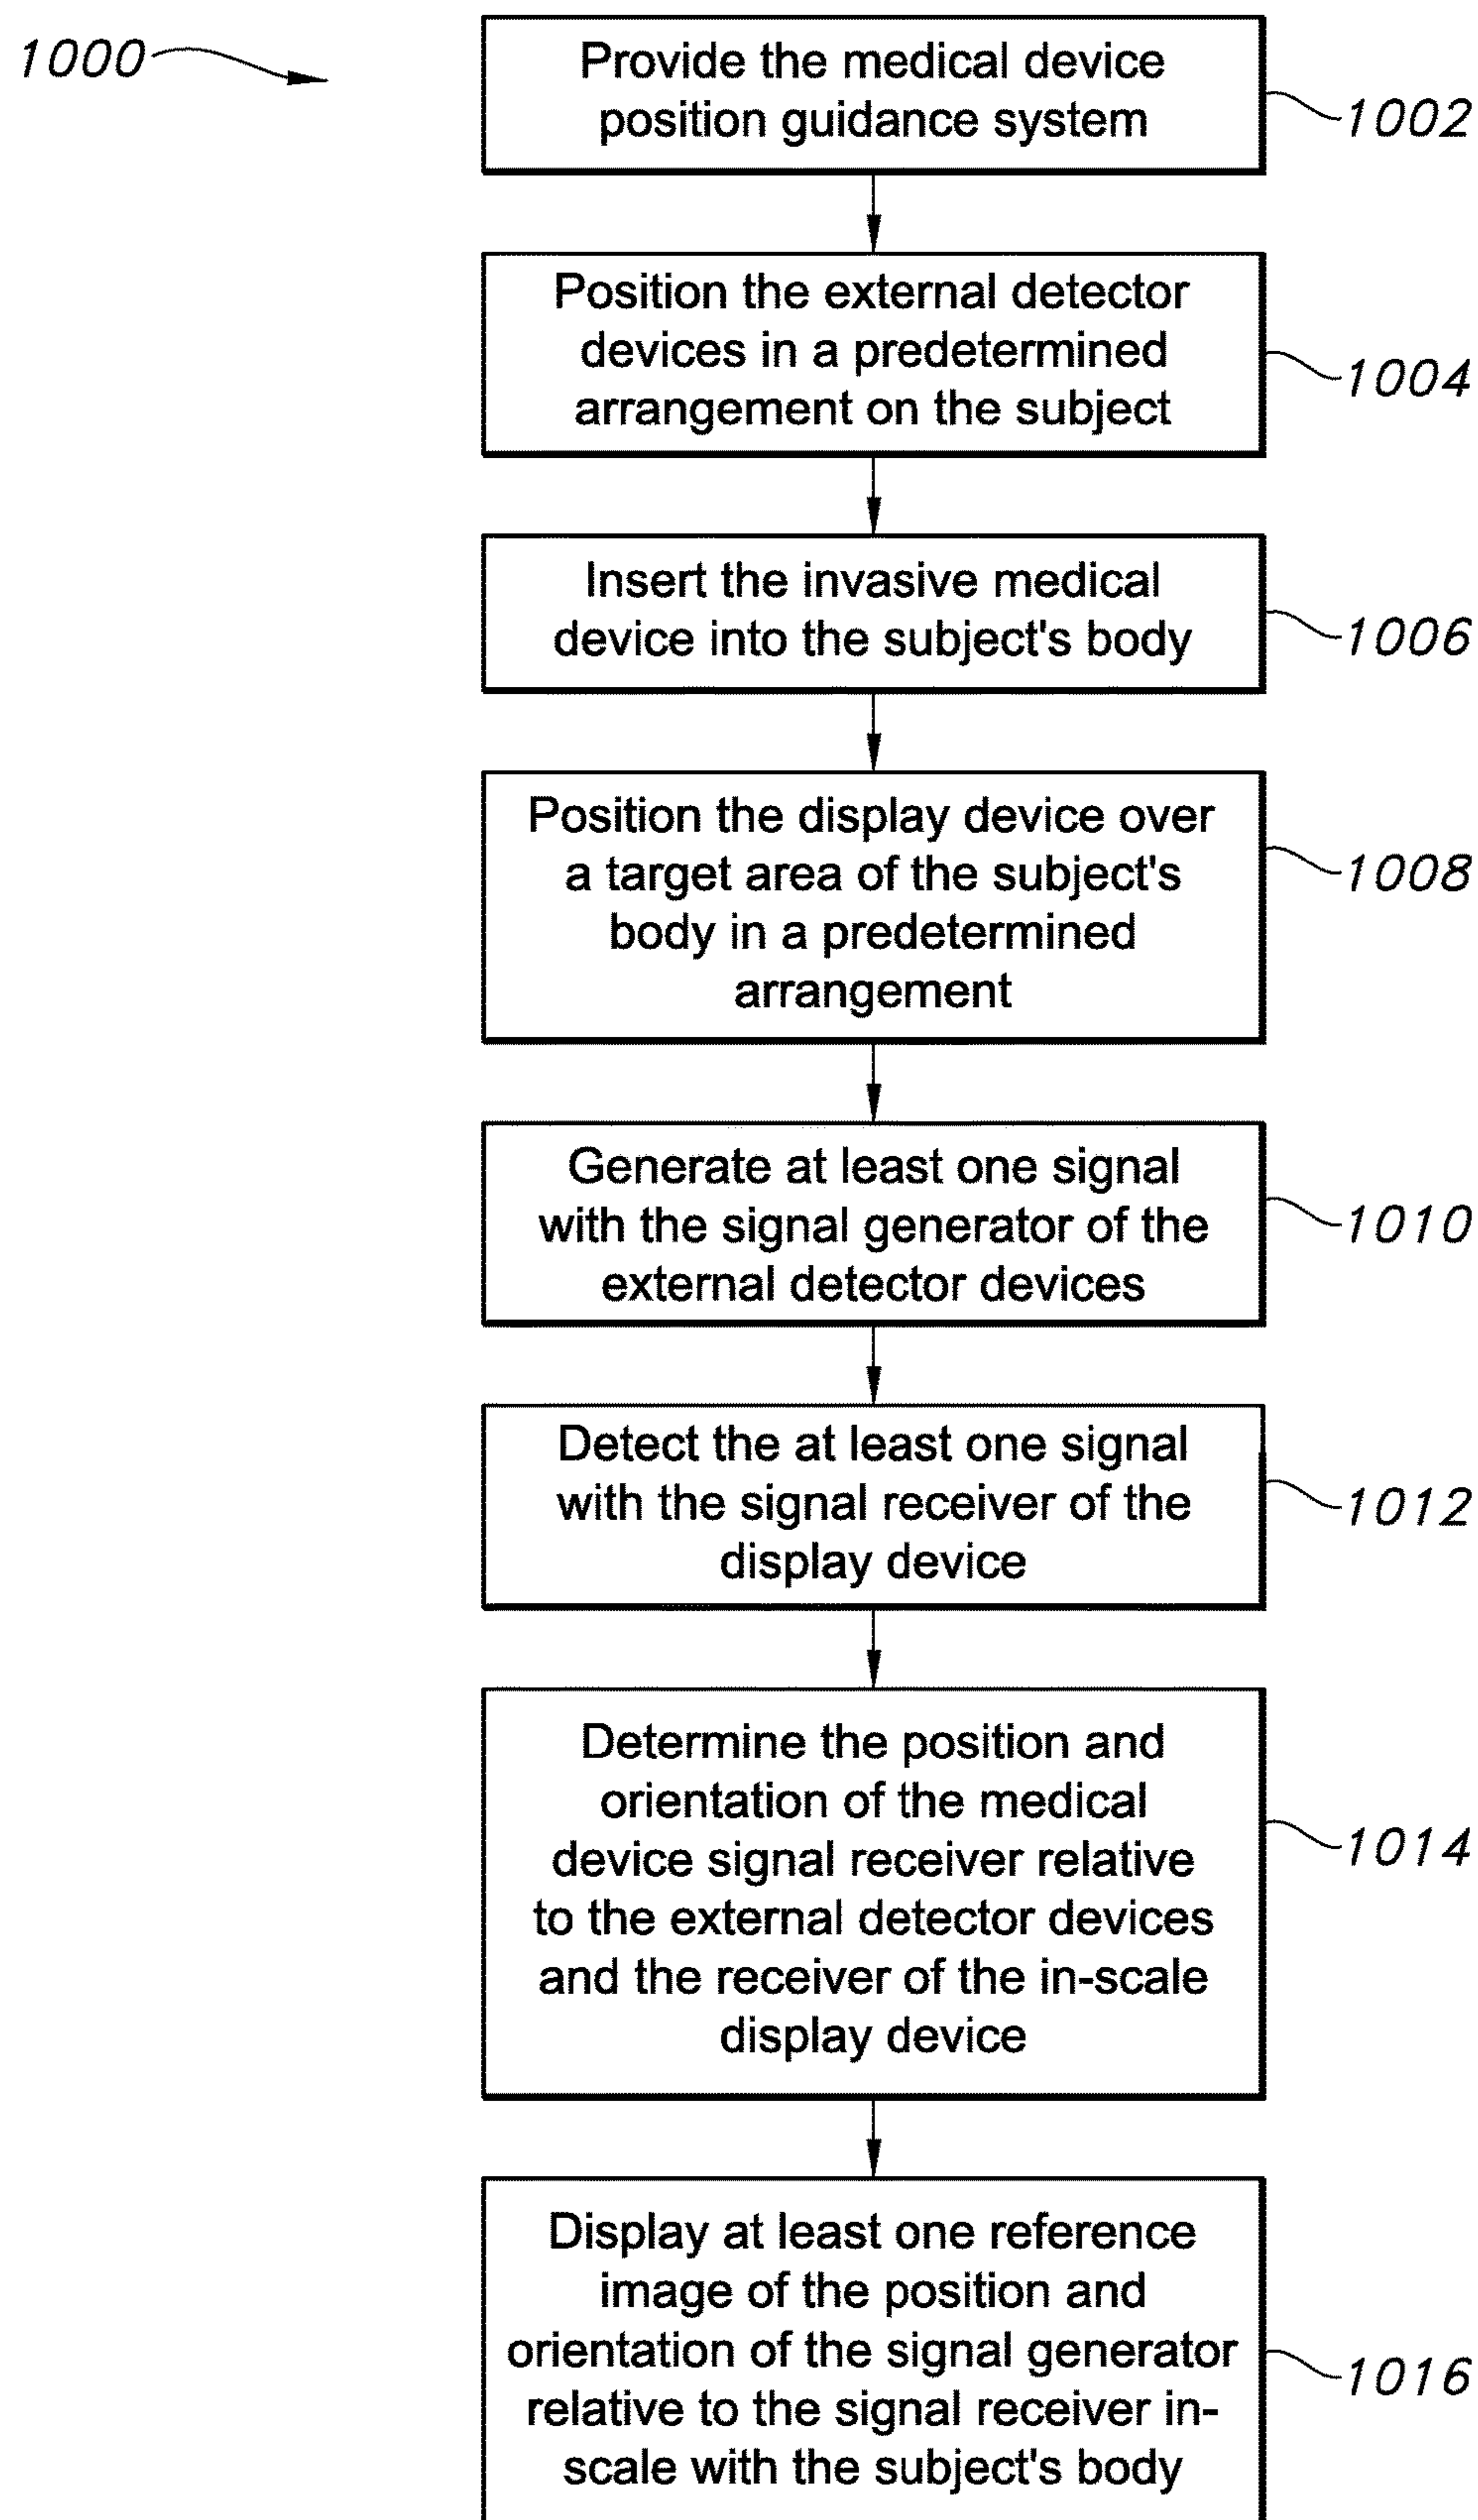 1000
Provide the medical device
position guidance system
1002
Position the external detector
devices in a predetermined
arrangement on the subject
1004
Insert the invasive medical
device into the subject's body
1006
Position the display device over
a target area of the subject's
body in a predetermined
arrangement
1008
Generate at least one signal
with the signal generator of the
external detector devices
1010
Detect the at least one signal
with the signal receiver of the
display device
1012
Determine the position and
orientation of the medical
device signal receiver relative
to the external detector devices
and the receiver of the in-scale
display device
1014
Display at least one reference
image of the position and
orientation of the signal generator
relative to the signal receiver in-
scale with the subject's body
1016